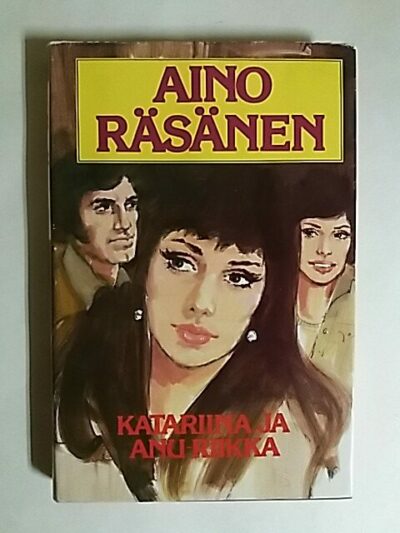 AINO
RÄSÄNEN
KATARIINA JA
ANU-RIIKKA